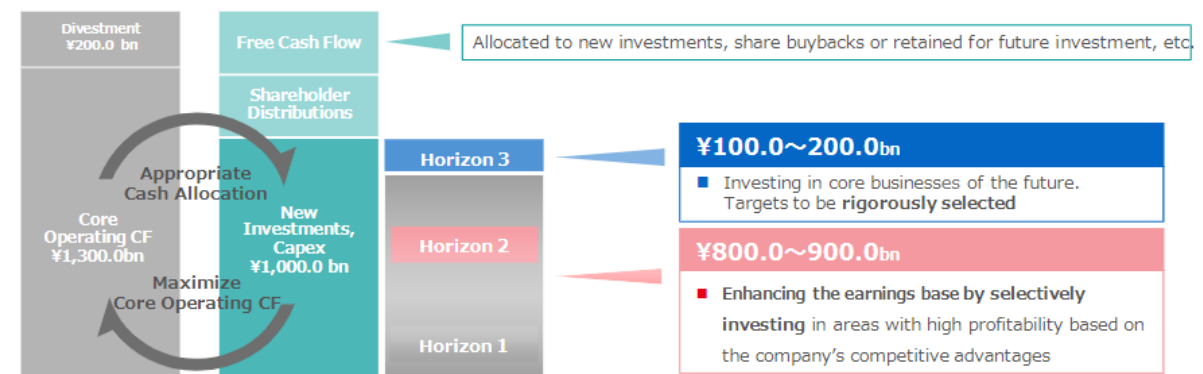 Divestment
¥200.0 bn
Free Cash Flow
Allocated to new investments, share buybacks or retained for future investment, etc.
Shareholder
Distributions
Appropriate
Cash Allocation
Core
Operating CF
¥1,300.0bn
Maximize
Core Operating CF
New
Investments,
Capex
¥1,000.0 bn
Horizon 3
Horizon 2
Horizon 1
¥100.0～200.0bn
■ Investing in core businesses of the future.
Targets to be rigorously selected
¥800.0～900.0bn
■ Enhancing the earnings base by selectively
investing in areas with high profitability based on
the company’s competitive advantages